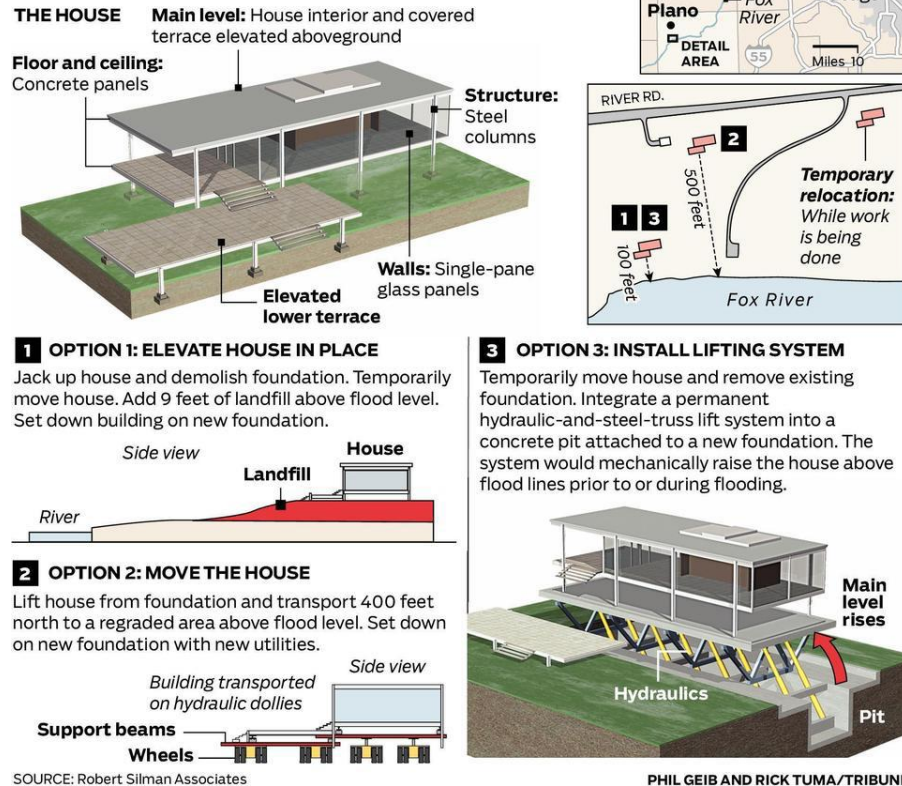 THE HOUSE
Main level: House interior and covered
terrace elevated aboveground
Floor and ceiling:
Concrete panels
Structure:
Steel
columns
Walls: Single-pane
glass panels
Elevated
lower terrace
Plano
Fox
River
DETAIL
AREA
55
Miles 10
RIVER RD.
2
500 feet
Temporary
relocation:
While work
is being
done
1 3
100 feet
Fox River
1 OPTION 1: ELEVATE HOUSE IN PLACE
Jack up house and demolish foundation. Temporarily
move house. Add 9 feet of landfill above flood level.
Set down building on new foundation.
Side view
House
Landfill
River
2 OPTION 2: MOVE THE HOUSE
Lift house from foundation and transport 400 feet
north to a regraded area above flood level. Set down
on new foundation with new utilities.
Side view
Building transported
on hydraulic dollies
Support beams
Wheels
3 OPTION 3: INSTALL LIFTING SYSTEM
Temporarily move house and remove existing
foundation. Integrate a permanent
hydraulic-and-steel-truss lift system into a
concrete pit attached to a new foundation. The
system would mechanically raise the house above
flood lines prior to or during flooding.
Main
level
rises
Hydraulics
Pit
SOURCE: Robert Silman Associates
PHIL GEIB AND RICK TUMA/TRIBUNE